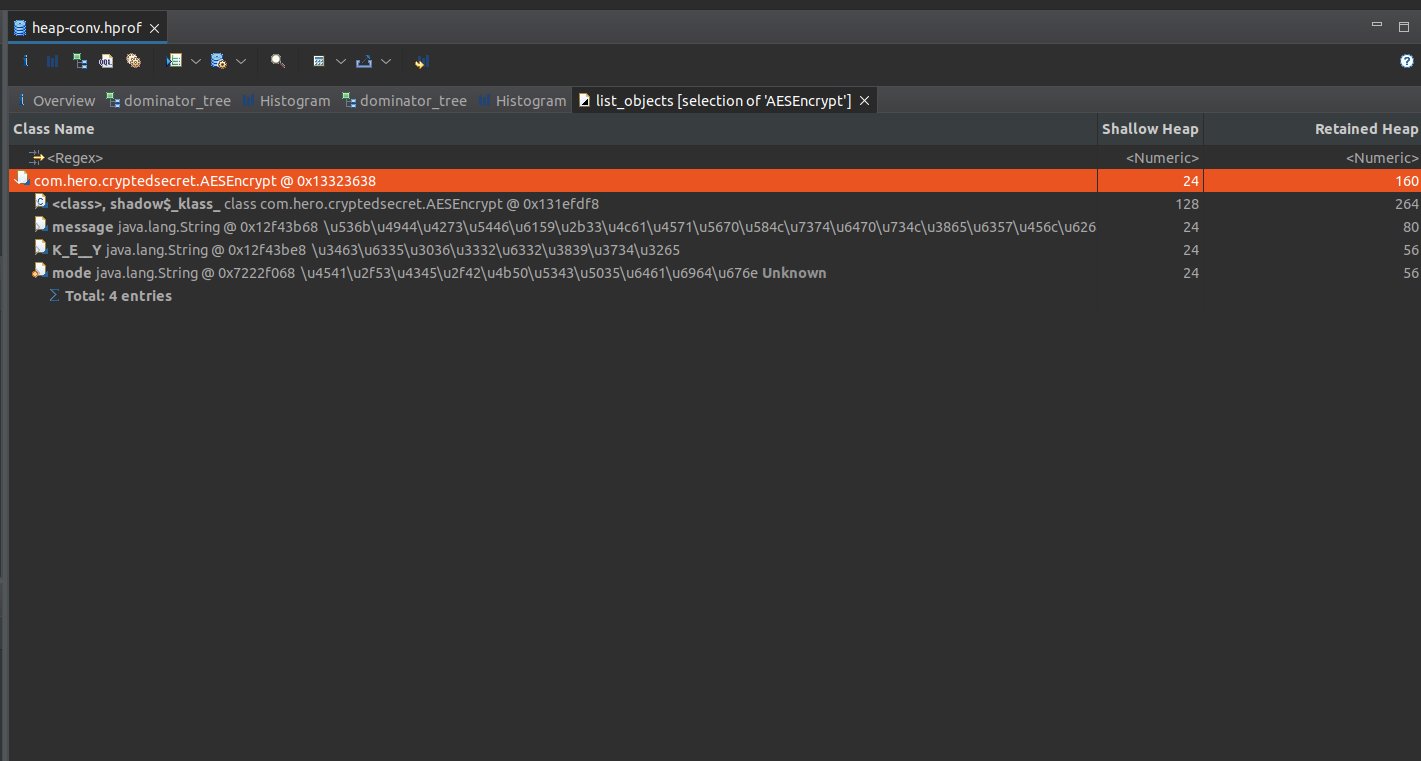 heap-conv.hprof
OQL
Overview dominator_tree Histogram dominator_tree Histogram list_objects [selection of 'AESEncrypt']
Class Name Shallow Heap Retained Heap
<Regex> <Numeric> <Numeric>
com.hero.cryptedsecret.AESEncrypt @ 0x13323638 24 160
<class>, shadow$_klass_ class com.hero.cryptedsecret.AESEncrypt @ 0x131efdf8 128 264
message java.lang.String @ 0x12f43b68 \u536b\u4944\u4273\u5446\u6159\u2b33\u4c61\u4571\u5670\u584c\u7374\u6470\u734c\u3865\u6357\u456c\u626 24 80
K_E__Y java.lang.String @ 0x12f43be8 \u3463\u6335\u3036\u3332\u6332\u3839\u3734\u3265 24 56
mode java.lang.String @ 0x7222f068 \u4541\u2f53\u4345\u2f42\u4b50\u5343\u5035\u6461\u6964\u676e Unknown 24 56
Σ Total: 4 entries